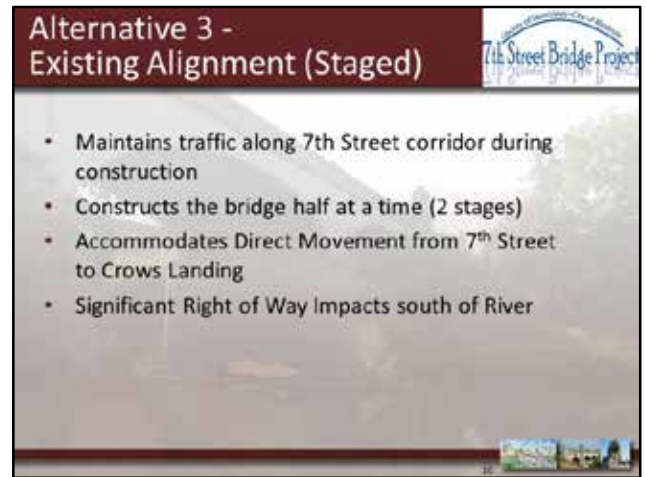 Alternative 3 -
Existing Alignment (Staged)
7th Street Bridge Project
• Maintains traffic along 7th Street corridor during
construction
• Constructs the bridge half at a time (2 stages)
• Accommodates Direct Movement from 7th Street
to Crows Landing
• Significant Right of Way Impacts south of River